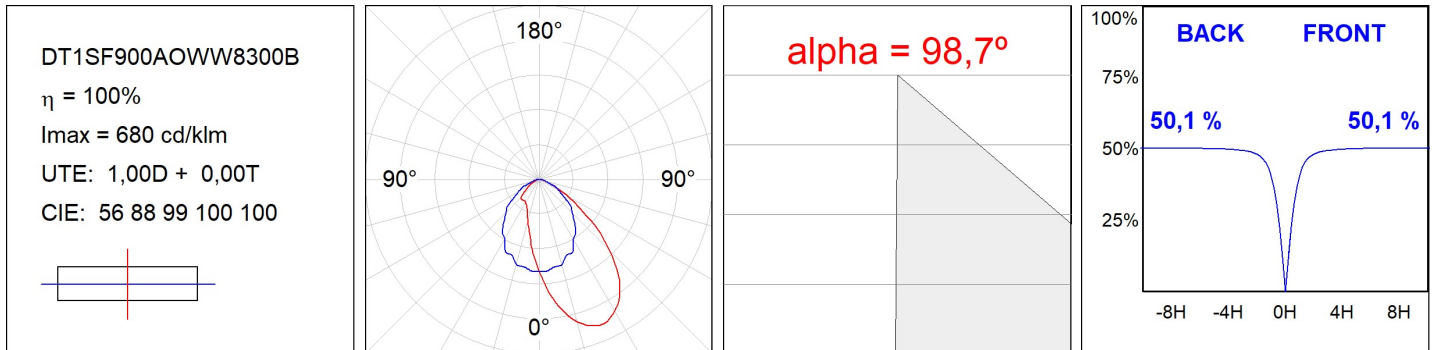 DT1SF900AOWW8300B
η = 100%
Imax = 680 cd/klm
UTE: 1,00D + 0,00T
CIE: 56 88 99 100 100
180°
90° 90°
0°
alpha = 98,7º
100%
BACK FRONT
75%
50,1 % 50,1 %
50%
25%
-8H -4H 0H 4H 8H